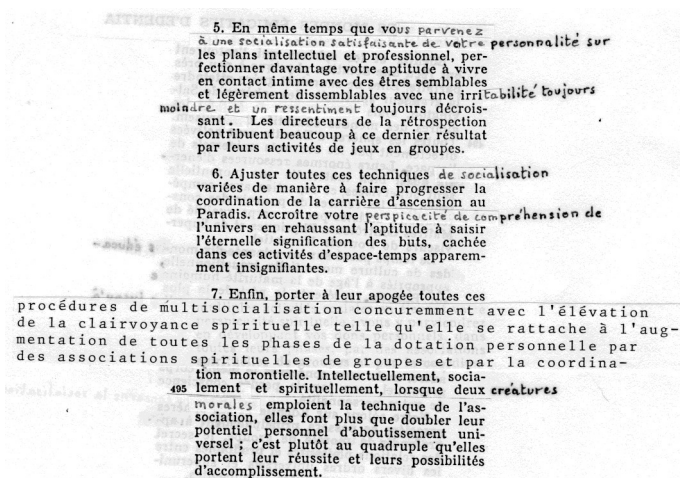 5. En même temps que vous parvenez
à une socialisation satisfaisante de votre personnalité sur
les plans intellectuel et professionnel, per-
fectionner davantage votre aptitude à vivre
en contact intime avec des êtres semblables
et légèrement dissemblables avec une irritabilité toujours
moindre et un ressentiment toujours décrois-
sant. Les directeurs de la rétrospection
contribuent beaucoup à ce dernier résultat
par leurs activités de jeux en groupes.
6. Ajuster toutes ces techniques de socialisation
variées de manière à faire progresser la
coordination de la carrière d'ascension au
Paradis. Accroître votre perspicacité de compréhension de
l'univers en rehaussant l'aptitude à saisir
l'éternelle signification des buts, cachée
dans ces activités d'espace-temps apparem-
ment insignifiantes.
7. Enfin, porter à leur apogée toutes ces
procédures de multisocialisation concuremment avec l'élévation
de la clairvoyance spirituelle telle qu'elle se rattache à l'aug-
mentation de toutes les phases de la dotation personnelle par
des associations spirituelles de groupes et par la coordina-
tion morontielle. Intellectuellement, socia-
495 lement et spirituellement, lorsque deux créatures
morales emploient la technique de l'as-
sociation, elles font plus que doubler leur
potentiel personnel d'aboutissement uni-
versel ; c'est plutôt au quadruple qu'elles
portent leur réussite et leurs possibilités
d'accomplissement.